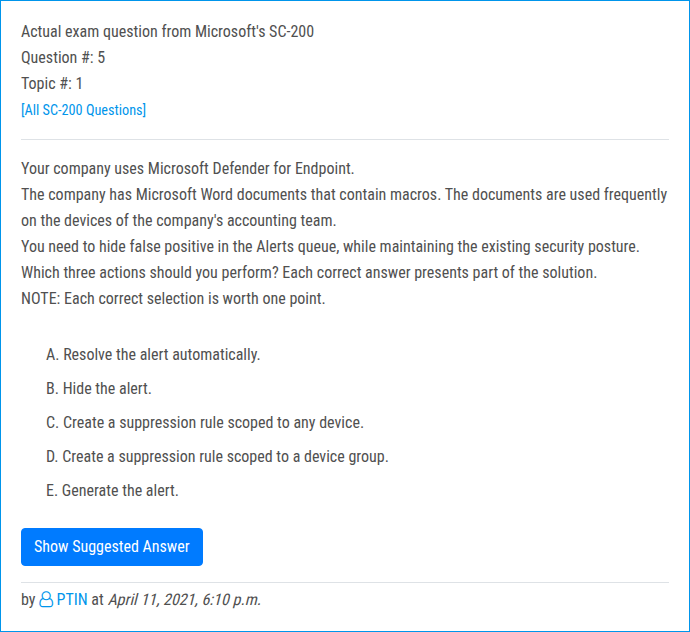 Actual exam question from Microsoft's SC-200
Question #: 5
Topic #: 1
[All SC-200 Questions]
Your company uses Microsoft Defender for Endpoint.
The company has Microsoft Word documents that contain macros. The documents are used frequently
on the devices of the company's accounting team.
You need to hide false positive in the Alerts queue, while maintaining the existing security posture.
Which three actions should you perform? Each correct answer presents part of the solution.
NOTE: Each correct selection is worth one point.
A. Resolve the alert automatically.
B. Hide the alert.
C. Create a suppression rule scoped to any device.
D. Create a suppression rule scoped to a device group.
E. Generate the alert.
Show Suggested Answer
by PTIN at April 11, 2021, 6:10 p.m.